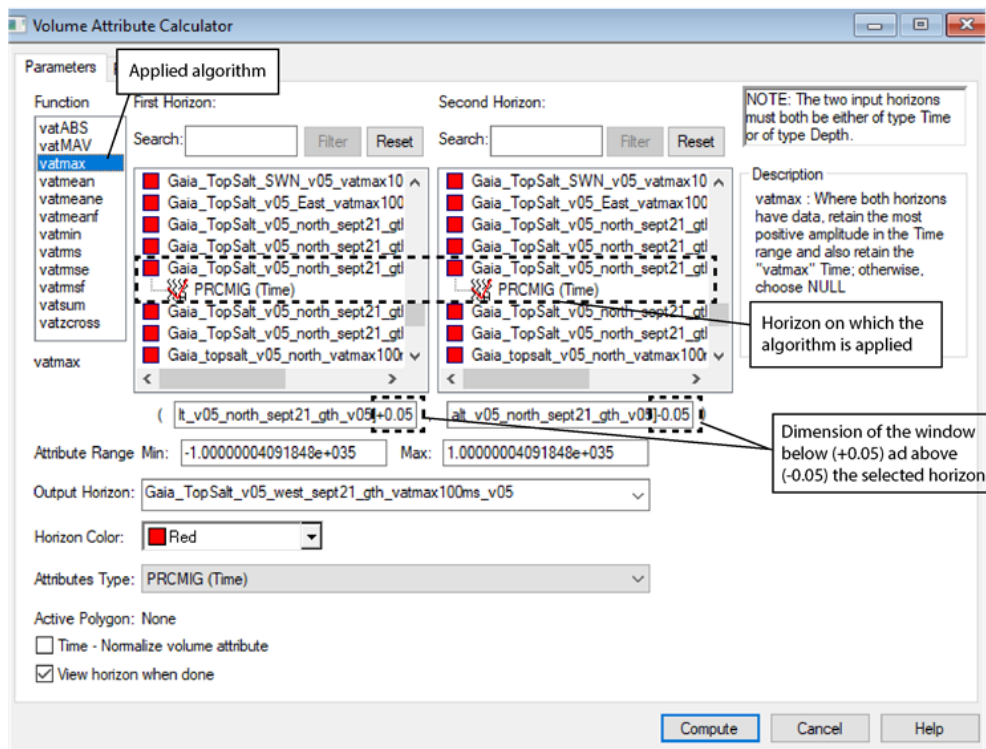 Volume Attribute Calculator
Parameters
Applied algorithm
Function
First Horizon:
Second Horizon:
NOTE: The two input horizons
must both be either of type Time
or of type Depth.
Search:
Filter
Reset
Search:
Filter
Reset
vatABS
vatMAV
vatmax
vatmean
vatmeane
vatmeanf
vatmin
vatrms
vatrmse
vatrmsf
vatsum
vatzcross
vatmax
Gaia_TopSalt_SWN_v05_vatmax10
Gaia_TopSalt_v05_East_vatmax100
Gaia_TopSalt_v05_north_sept21_gtl
Gaia_TopSalt_v05_north_sept21_gtl
Gaia_TopSalt_v05_north_sept21_gtl
PRCMIG (Time)
Gaia_TopSalt_v05_north_sept21_gtl
Gaia_TopSalt_v05_north_sept21_gtl
Gaia_topsalt_v05_north_vatmax100r
Gaia_TopSalt_SWN_v05_vatmax10
Gaia_TopSalt_v05_East_vatmax100
Gaia_TopSalt_v05_north_sept21_gtl
Gaia_TopSalt_v05_north_sept21_gtl
Gaia_TopSalt_v05_north_sept21_gtl
PRCMIG (Time)
Gaia_TopSalt_v05_north_sept21_gtl
Gaia_TopSalt_v05_north_sept21_gtl
Gaia_topsalt_v05_north_vatmax100r
Description
vatmax : Where both horizons
have data, retain the most
positive amplitude in the Time
range and also retain the
"vatmax" Time; otherwise,
choose NULL
Horizon on which the
algorithm is applied
( lt_v05_north_sept21_gth_v05]+0.05 , alt_v05_north_sept21_gth_v05]-0.05 )
Dimension of the window
below (+0.05) ad above
(-0.05) the selected horizon
Attribute Range Min: -1.00000004091848e+035 Max: 1.00000004091848e+035
Output Horizon: Gaia_TopSalt_v05_west_sept21_gth_vatmax100ms_v05
Horizon Color: Red
Attributes Type: PRCMIG (Time)
Active Polygon: None
Time - Normalize volume attribute
View horizon when done
Compute
Cancel
Help